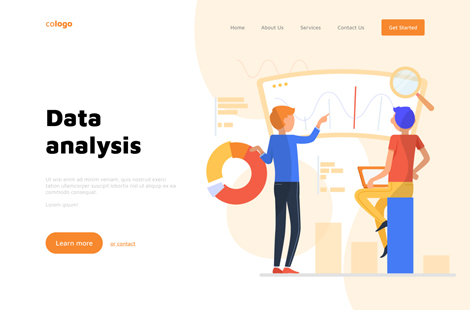 cologo
Home About Us Services Contact Us Get Started
Data
analysis
Ut wisi enim ad minim veniam, quis nostrud exerci
tation ullamcorper suscipit lobortis nisl ut aliquip ex ea
commodo consequat.
Lorem ipsum!
Learn more or contact